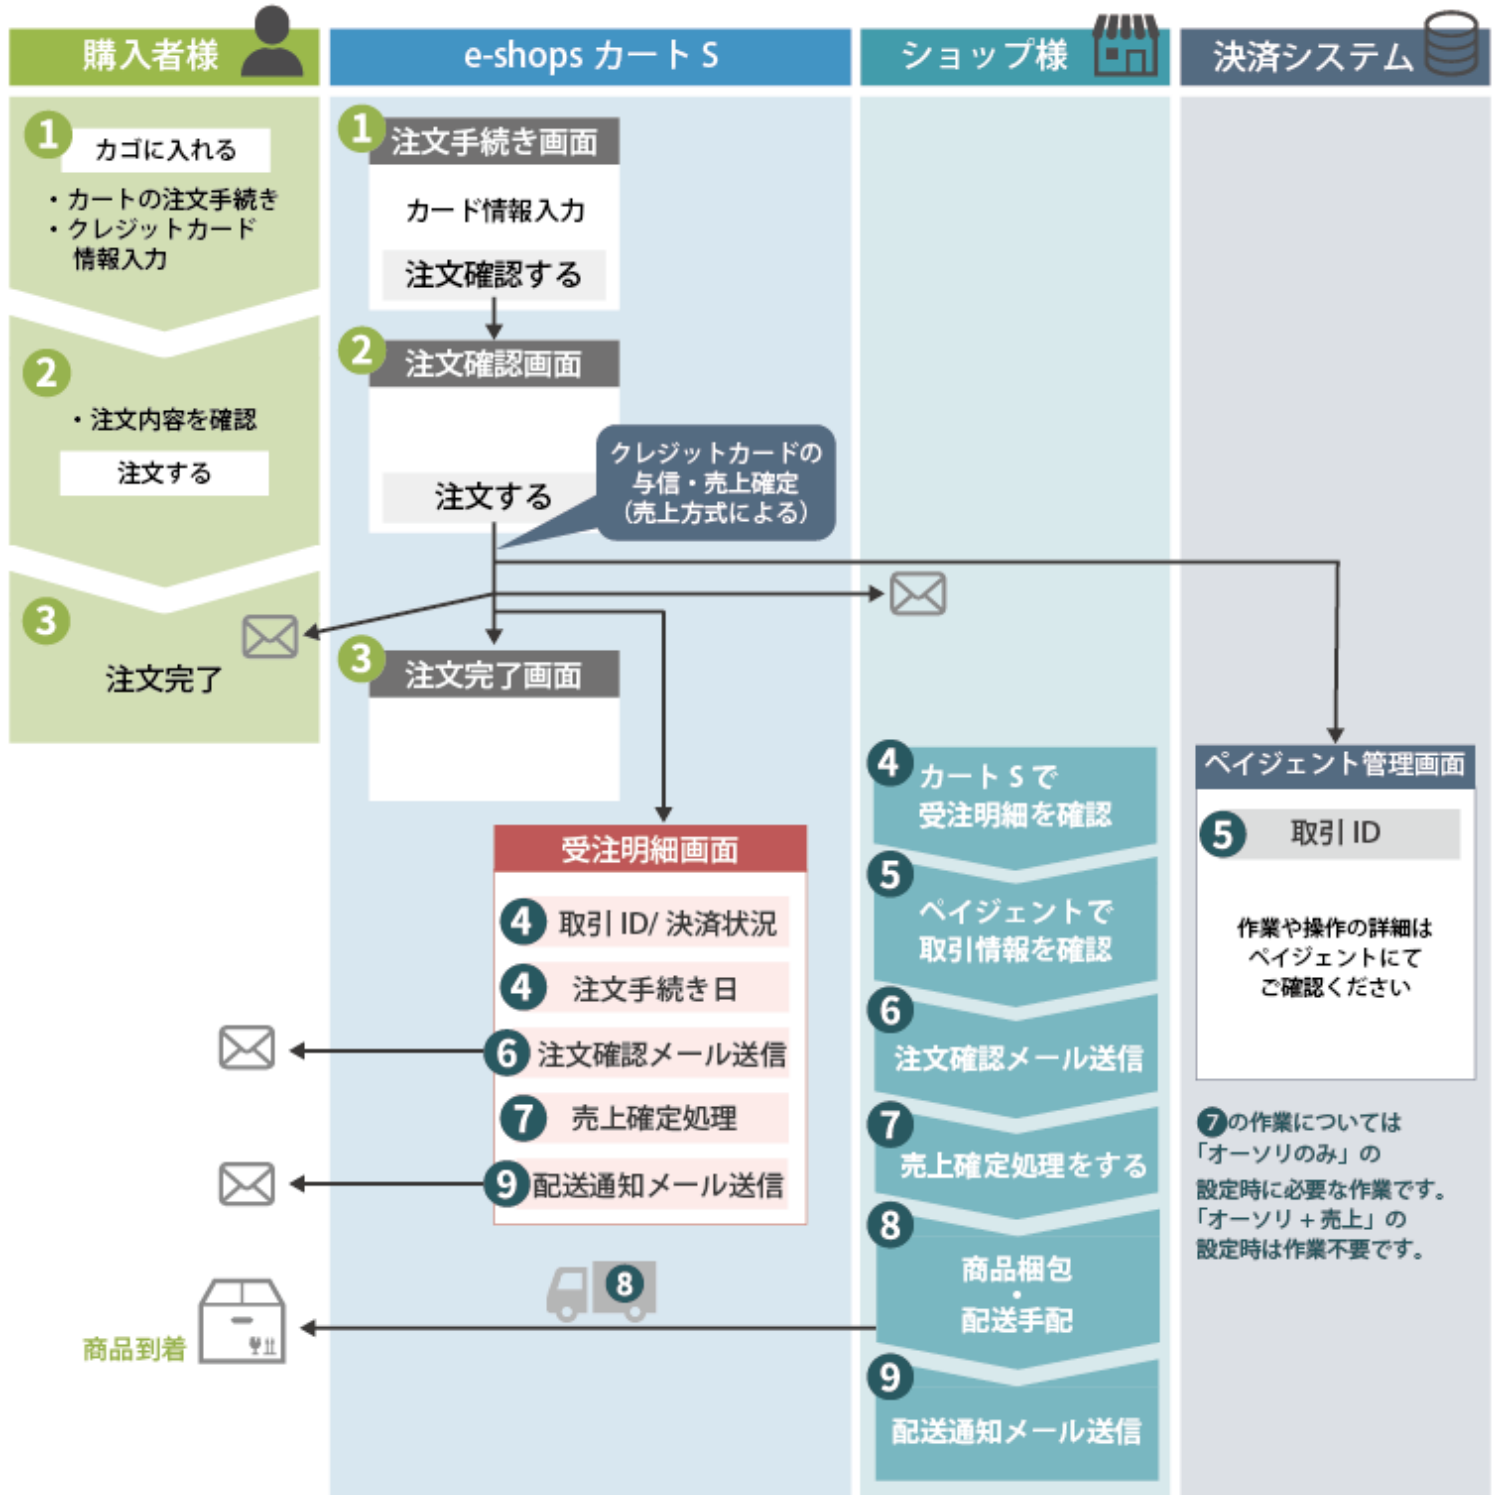 購入者様
e-shops カート S
ショップ様
決済システム
1
カゴに入れる
・カートの注文手続き
・クレジットカード
情報入力
2
・注文内容を確認
注文する
3
注文完了
1
注文手続き画面
カード情報入力
注文確認する
2
注文確認画面
注文する
クレジットカードの
与信・売上確定
（売上方式による）
3
注文完了画面
受注明細画面
4 取引 ID/ 決済状況
4 注文手続き日
6 注文確認メール送信
7 売上確定処理
9 配送通知メール送信
8
商品到着
4
カート S で
受注明細を確認
5
ペイジェントで
取引情報を確認
6
注文確認メール送信
7
売上確定処理をする
8
商品梱包
・
配送手配
9
配送通知メール送信
ペイジェント管理画面
5 取引 ID
作業や操作の詳細は
ペイジェントにて
ご確認ください
7の作業については
「オーソリのみ」の
設定時に必要な作業です。
「オーソリ + 売上」の
設定時は作業不要です。